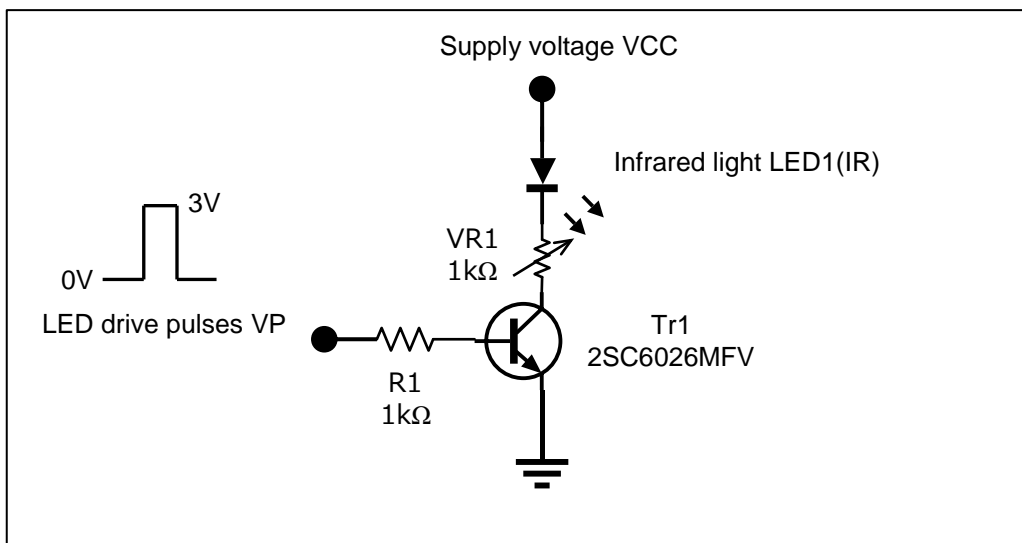 Supply voltage VCC
Infrared light LED1(IR)
3V
VR1
1kΩ
0V
LED drive pulses VP
Tr1
2SC6026MFV
R1
1kΩ